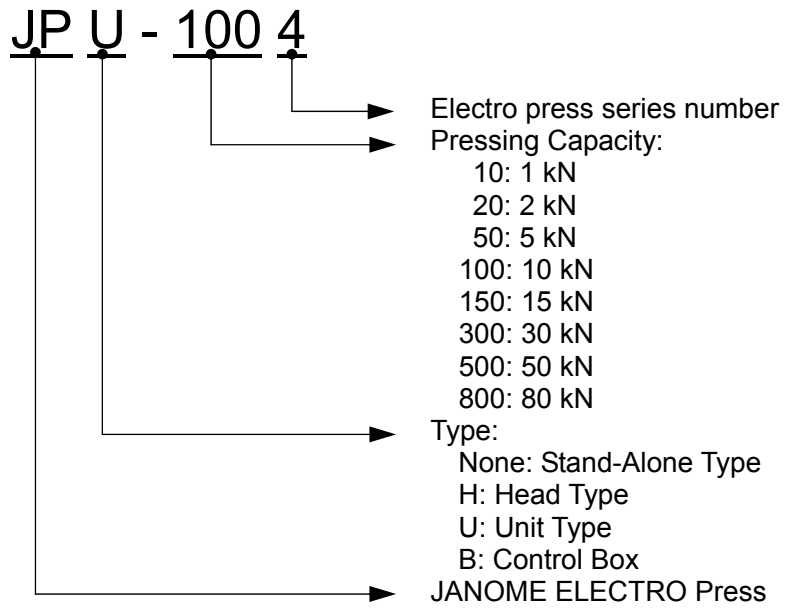 JP U - 100 4
Electro press series number
Pressing Capacity:
10: 1 kN
20: 2 kN
50: 5 kN
100: 10 kN
150: 15 kN
300: 30 kN
500: 50 kN
800: 80 kN
Type:
None: Stand-Alone Type
H: Head Type
U: Unit Type
B: Control Box
JANOME ELECTRO Press